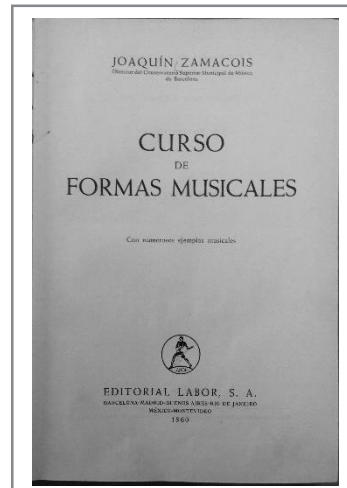 JOAQUÍN ZAMACOIS
Director del Conservatorio Superior Municipal de Música
de Barcelona
CURSO
DE
FORMAS MUSICALES
Con numerosos ejemplos musicales
EDITORIAL LABOR, S. A.
BARCELONA-MADRID-BUENOS AIRES-RIO DE JANEIRO
MÉXICO-MONTEVIDEO
1960